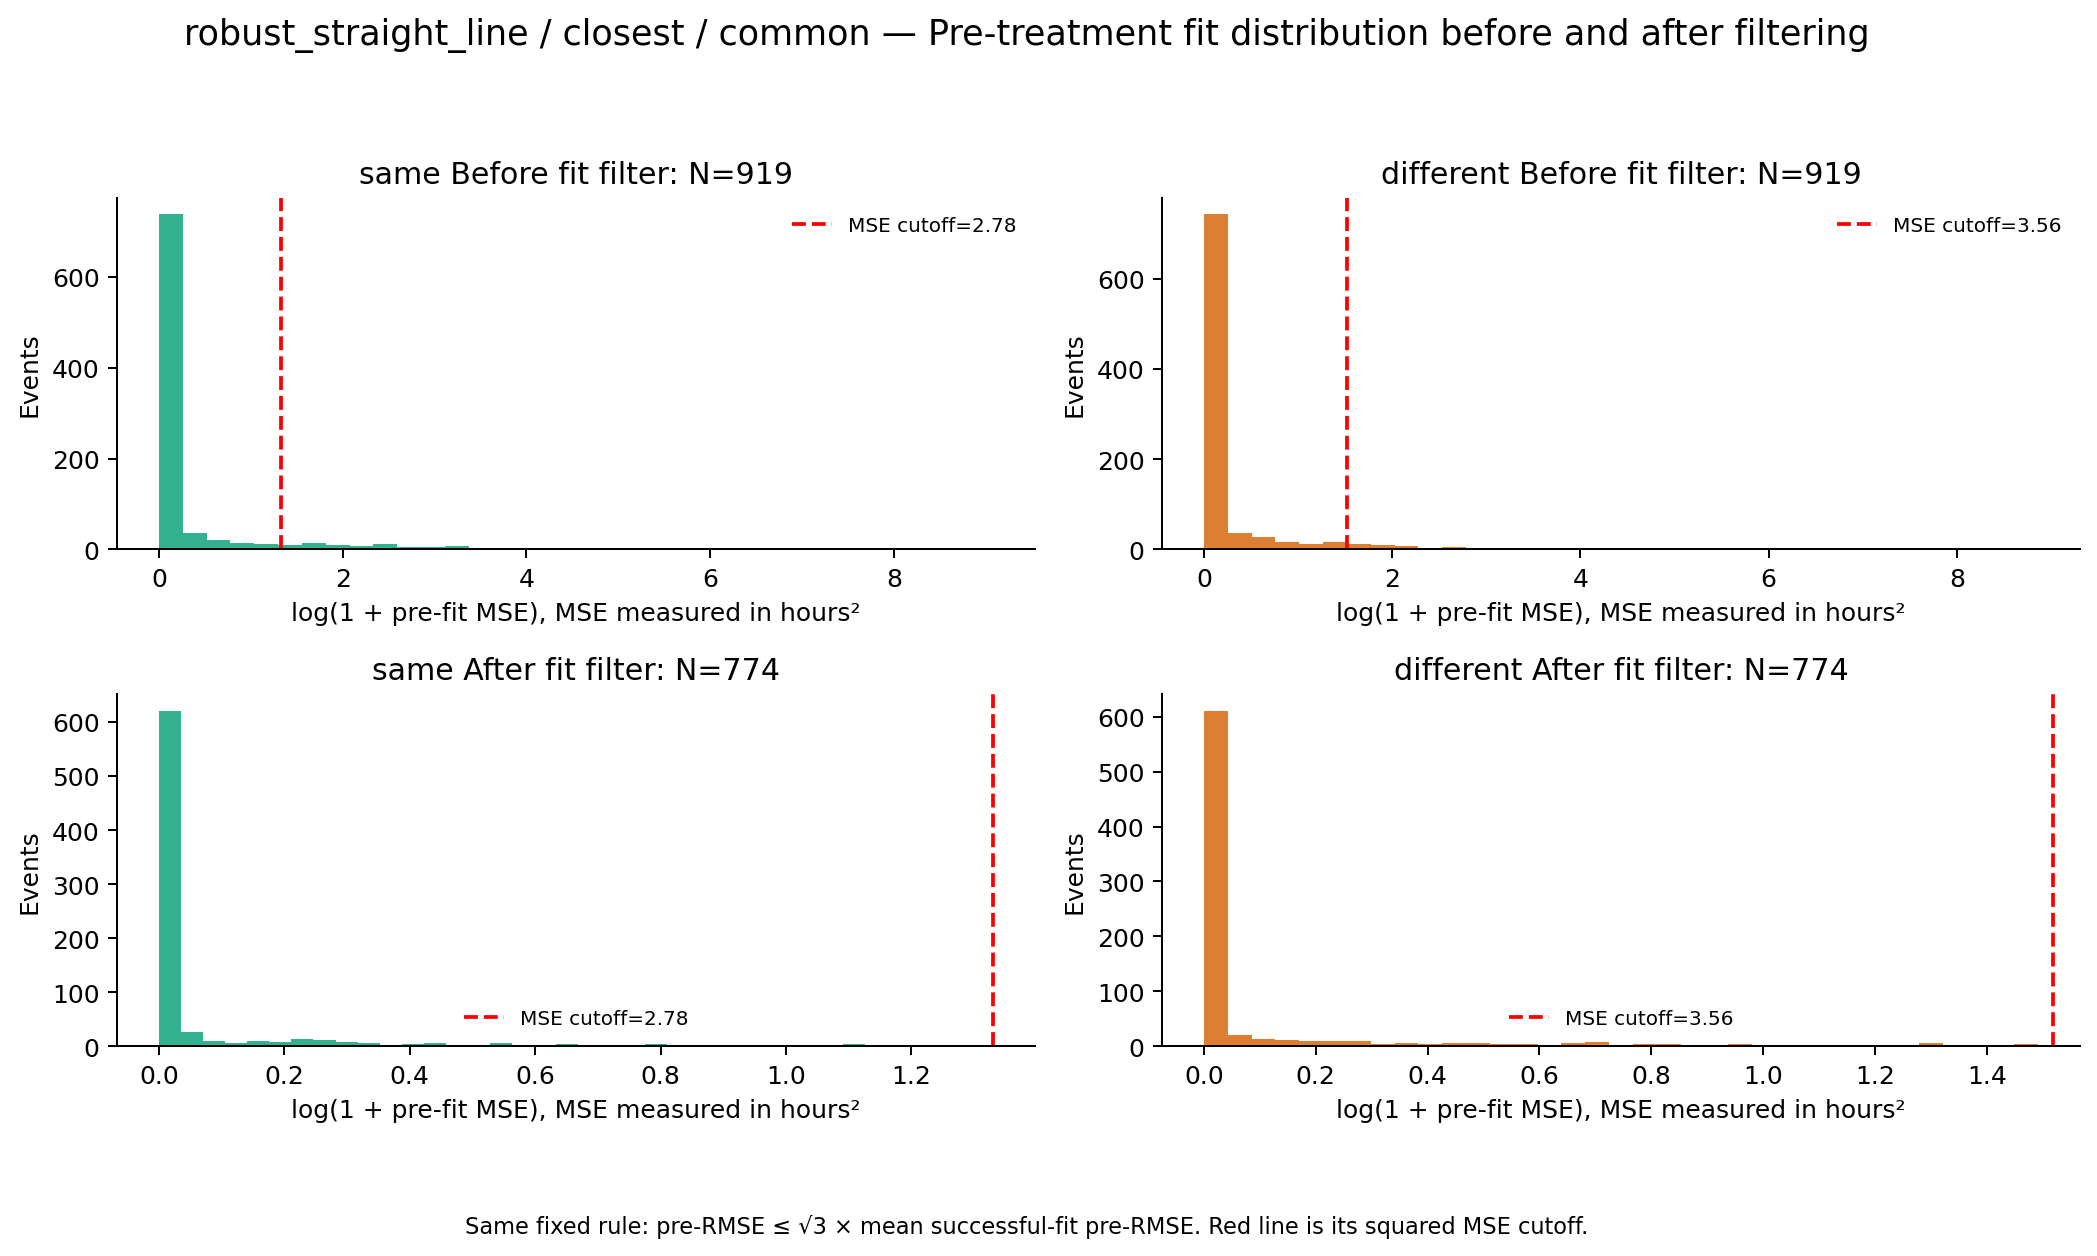 robust_straight_line / closest / common — Pre-treatment fit distribution before and after filtering
same Before fit filter: N=919
MSE cutoff=2.78
Events
0
200
400
600
0 2 4 6 8
log(1 + pre-fit MSE), MSE measured in hours²
different Before fit filter: N=919
MSE cutoff=3.56
Events
0
200
400
600
0 2 4 6 8
log(1 + pre-fit MSE), MSE measured in hours²
same After fit filter: N=774
MSE cutoff=2.78
Events
0
100
200
300
400
500
600
0.0 0.2 0.4 0.6 0.8 1.0 1.2
log(1 + pre-fit MSE), MSE measured in hours²
different After fit filter: N=774
MSE cutoff=3.56
Events
0
100
200
300
400
500
600
0.0 0.2 0.4 0.6 0.8 1.0 1.2 1.4
log(1 + pre-fit MSE), MSE measured in hours²
Same fixed rule: pre-RMSE ≤ √3 × mean successful-fit pre-RMSE. Red line is its squared MSE cutoff.